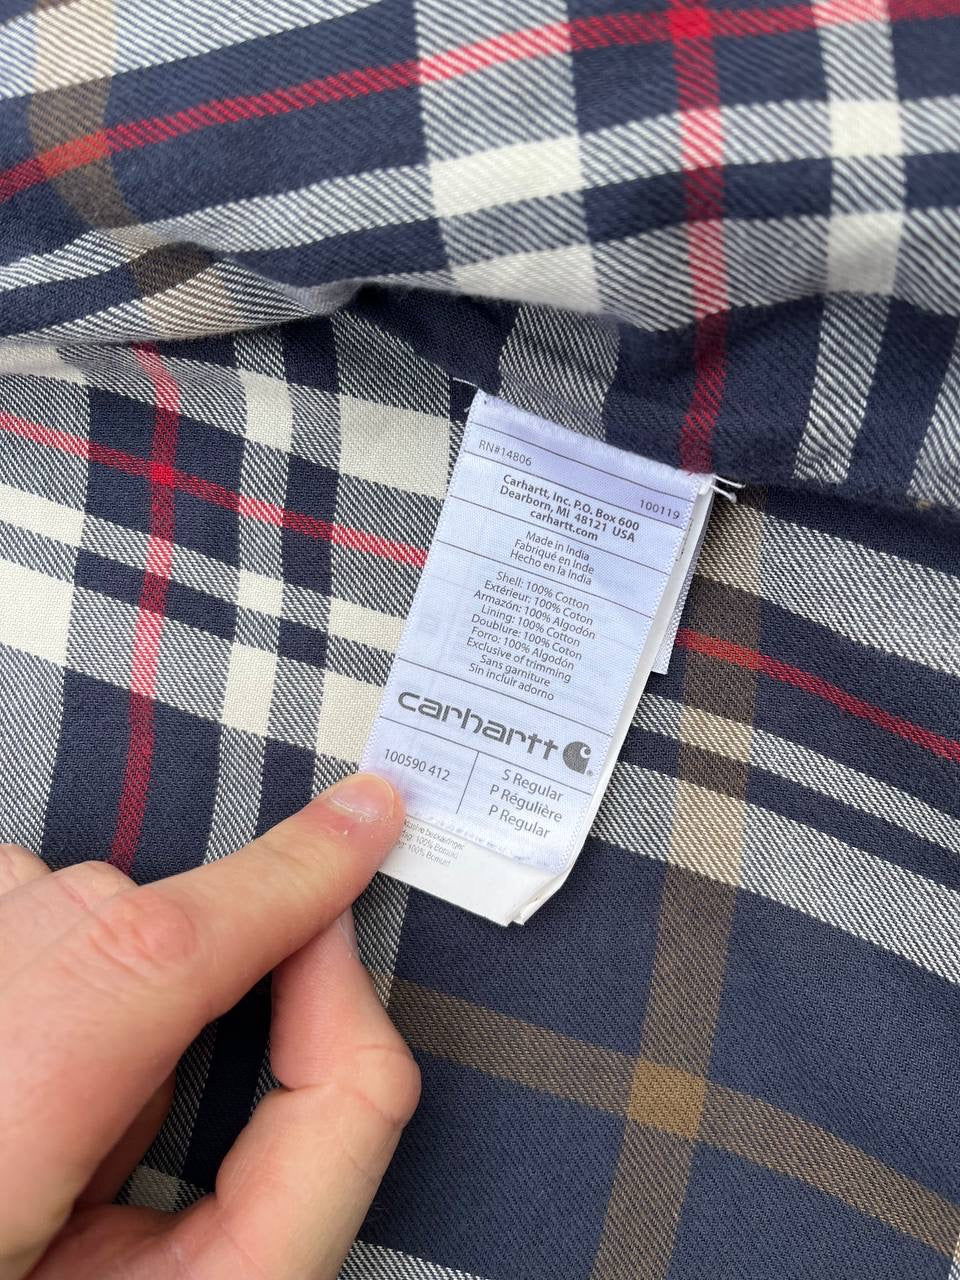 RN#14806
100119
Carhartt, Inc. P.O. Box 600
Dearborn, MI 48121 USA
carhartt.com
Made in India
Fabriqué en Inde
Hecho en la India
Shell: 100% Cotton
Extérieur: 100% Coton
Armazón: 100% Algodón
Lining: 100% Cotton
Doublure: 100% Coton
Forro: 100% Algodón
Exclusive of trimming
Sans garniture
Sin incluir adorno
carhartt
100590 412
S Regular
P Régulière
P Regular
100%
100%